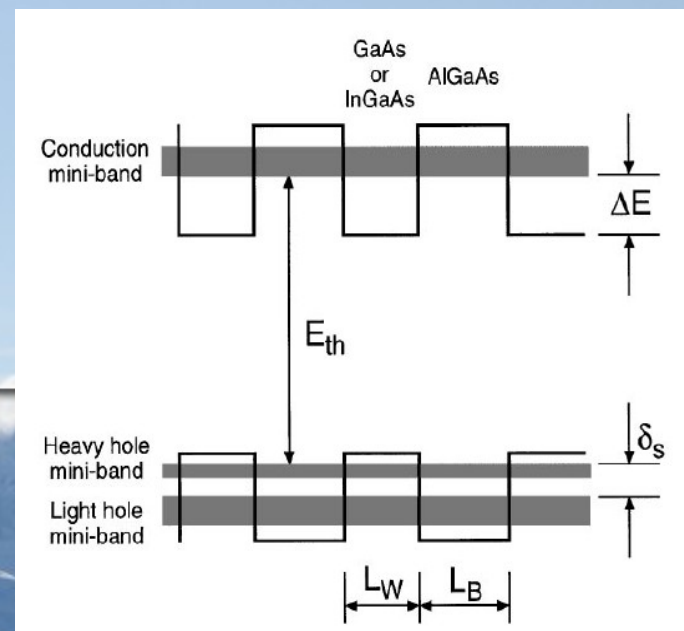 GaAs
or
InGaAs
AlGaAs
Conduction
mini-band
ΔE
E_th
Heavy hole
mini-band
δ_s
Light hole
mini-band
L_W
L_B